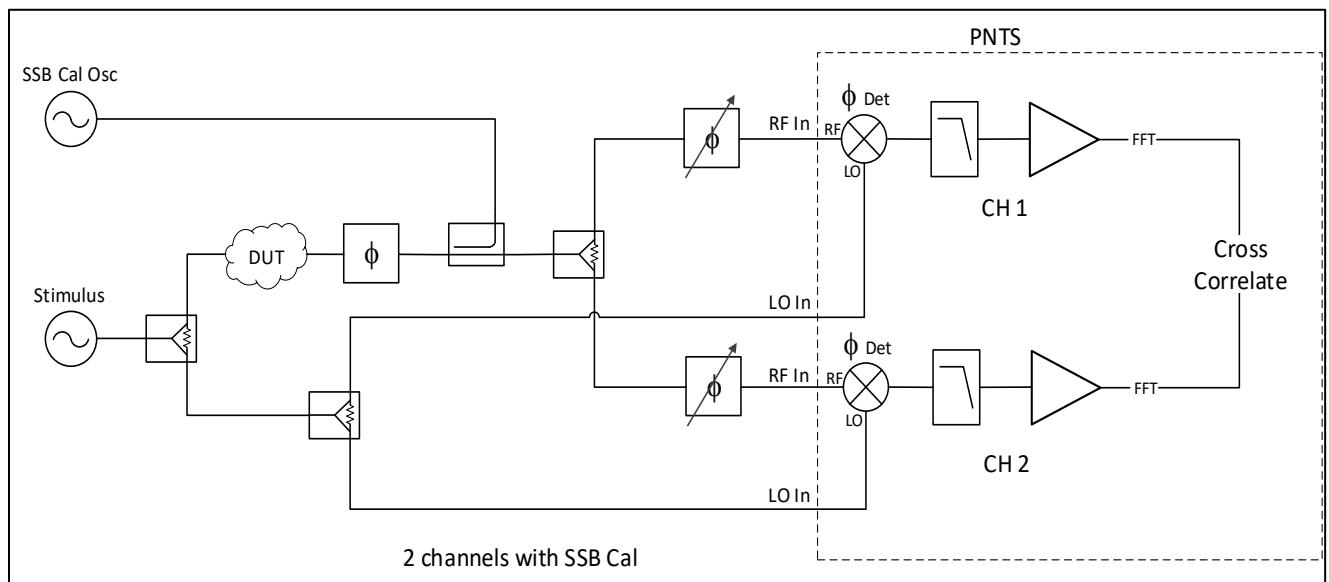 PNTS
SSB Cal Osc
ϕ Det
RF In
RF
ϕ
LO
FFT
CH 1
DUT
ϕ
Cross
Correlate
Stimulus
LO In
ϕ Det
RF In
RF
ϕ
LO
FFT
CH 2
LO In
2 channels with SSB Cal